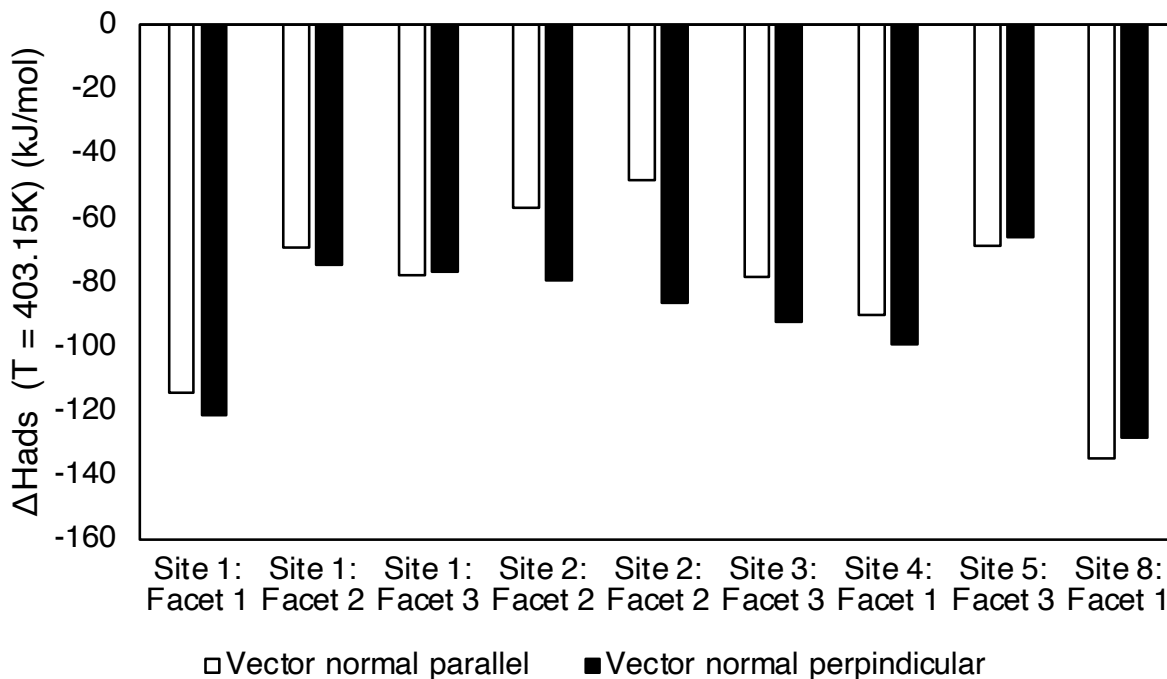 ΔHads (T = 403.15K) (kJ/mol)
0
-20
-40
-60
-80
-100
-120
-140
-160
Site 1: Facet 1
Site 1: Facet 2
Site 1: Facet 3
Site 2: Facet 2
Site 2: Facet 2
Site 3: Facet 3
Site 4: Facet 1
Site 5: Facet 3
Site 8: Facet 1
Vector normal parallel
Vector normal perpindicular